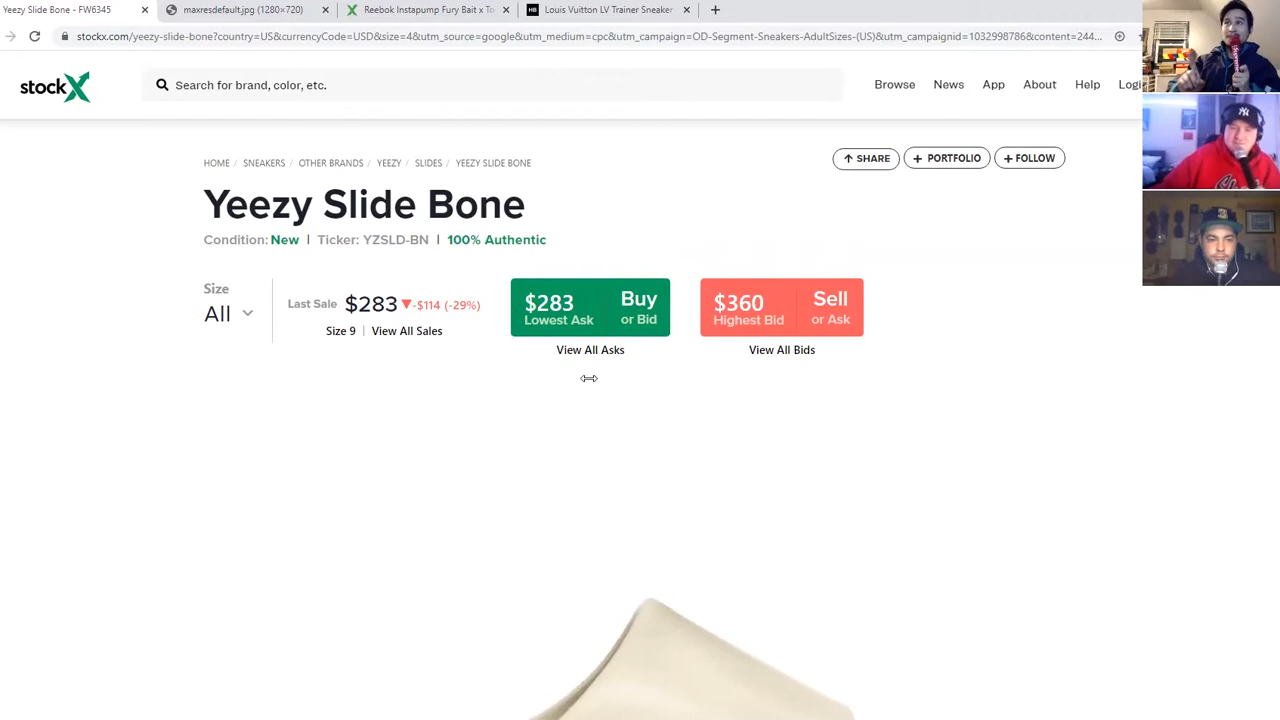 Yeezy Slide Bone - FW6345
maxresdefault.jpg (1280×720)
Reebok Instapump Fury Bait x To
HB Louis Vuitton LV Trainer Sneaker
stockx.com/yeezy-slide-bone?country=US&currencyCode=USD&size=4&utm_source=google&utm_medium=cpc&utm_campaign=OD-Segment-Sneakers-AdultSizes-(US)&utm_campaignid=1032998786&content=244...
stockX
Search for brand, color, etc.
Browse News App About Help Logi
HOME / SNEAKERS / OTHER BRANDS / YEEZY / SLIDES / YEEZY SLIDE BONE
SHARE + PORTFOLIO + FOLLOW
Yeezy Slide Bone
Condition: New | Ticker: YZSLD-BN | 100% Authentic
Size
All
Last Sale $283 ▼-$114 (-29%)
Size 9 | View All Sales
$283 Buy
Lowest Ask or Bid
View All Asks
$360 Sell
Highest Bid or Ask
View All Bids